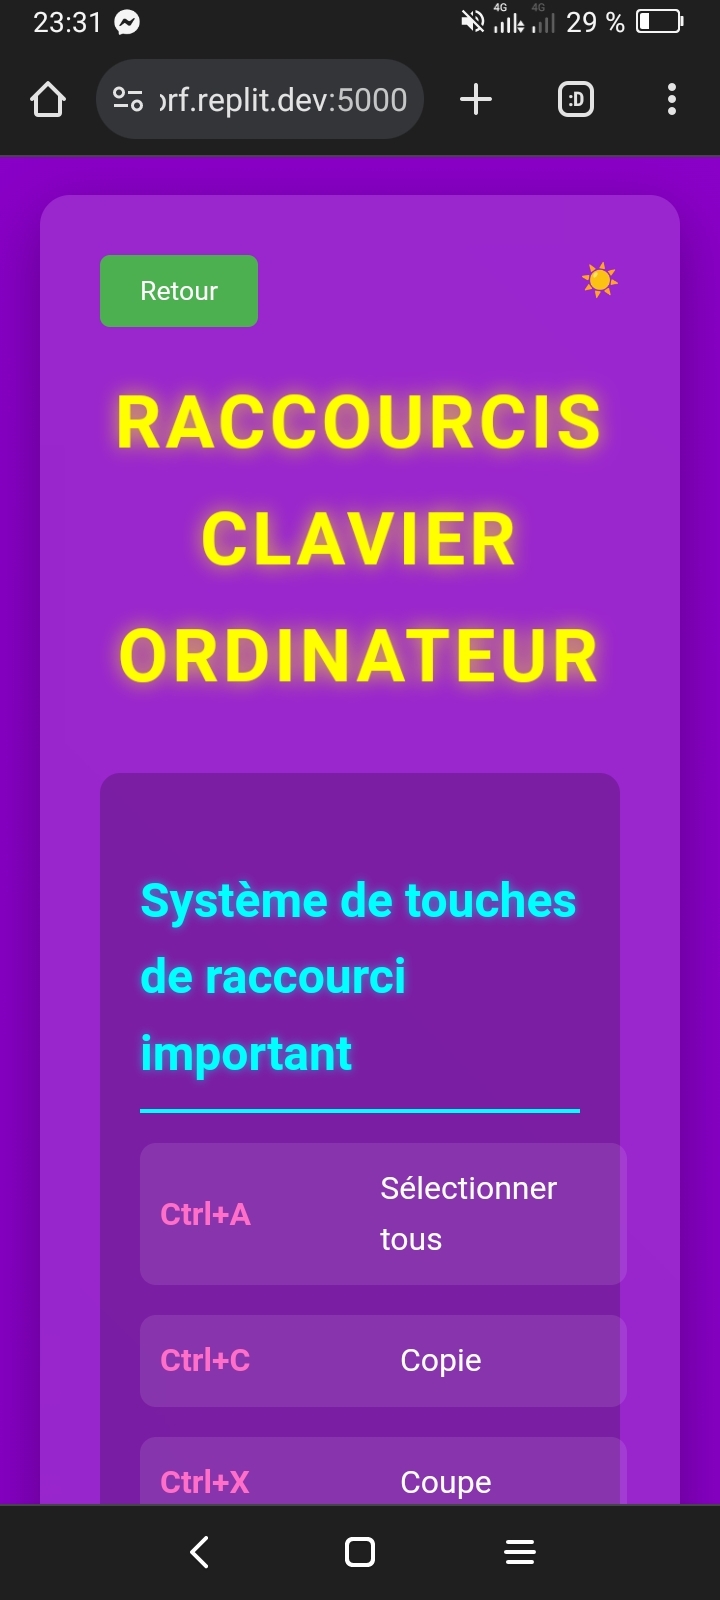 23:31
4G 4G 29 %
orf.replit.dev:5000
:D
Retour
RACCOURCIS
CLAVIER
ORDINATEUR
Système de touches
de raccourci
important
Ctrl+A
Sélectionner
tous
Ctrl+C
Copie
Ctrl+X
Coupe